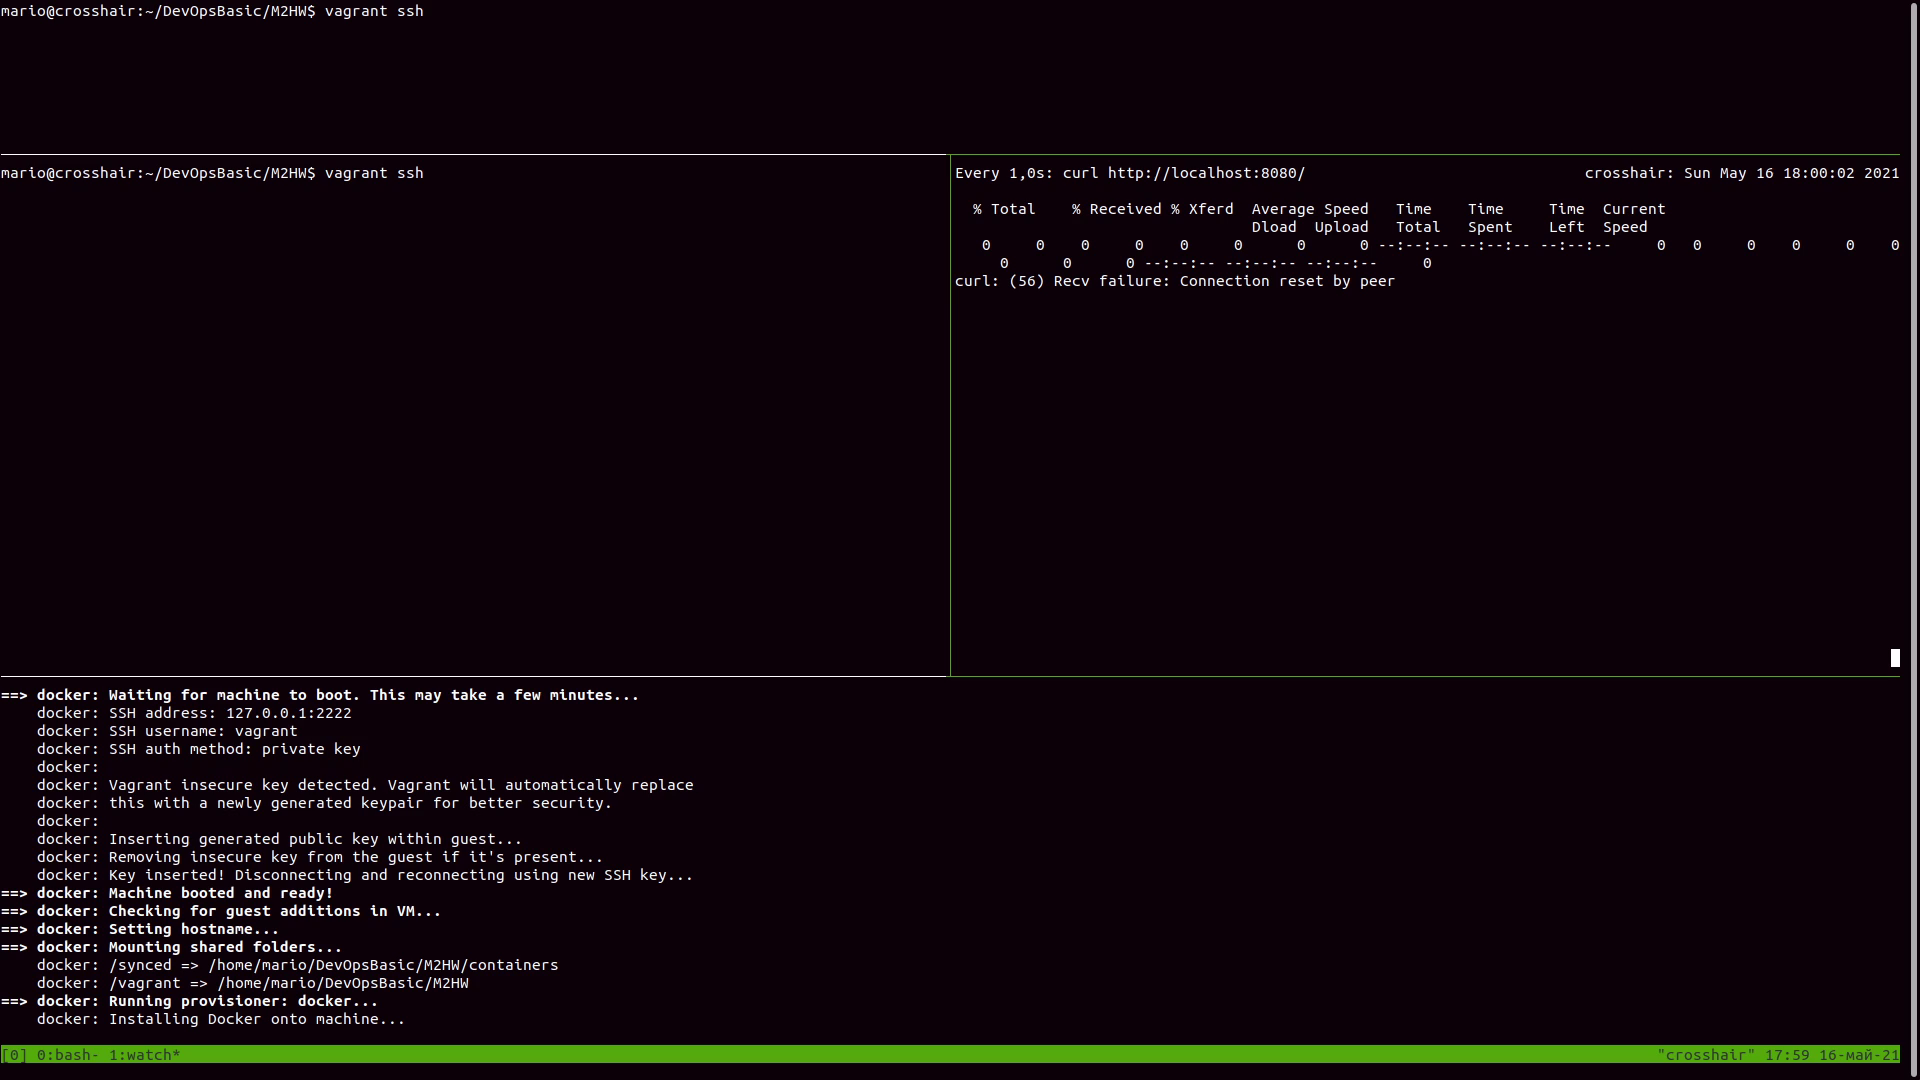 mario@crosshair:~/DevOpsBasic/M2HW$ vagrant ssh
mario@crosshair:~/DevOpsBasic/M2HW$ vagrant ssh
Every 1,0s: curl http://localhost:8080/ crosshair: Sun May 16 18:00:02 2021
% Total % Received % Xferd Average Speed Time Time Time Current
Dload Upload Total Spent Left Speed
0 0 0 0 0 0 0 0 --:--:-- --:--:-- --:--:-- 0 0 0 0 0 0
0 0 0 --:--:-- --:--:-- --:--:-- 0
curl: (56) Recv failure: Connection reset by peer
==> docker: Waiting for machine to boot. This may take a few minutes...
docker: SSH address: 127.0.0.1:2222
docker: SSH username: vagrant
docker: SSH auth method: private key
docker:
docker: Vagrant insecure key detected. Vagrant will automatically replace
docker: this with a newly generated keypair for better security.
docker:
docker: Inserting generated public key within guest...
docker: Removing insecure key from the guest if it's present...
docker: Key inserted! Disconnecting and reconnecting using new SSH key...
==> docker: Machine booted and ready!
==> docker: Checking for guest additions in VM...
==> docker: Setting hostname...
==> docker: Mounting shared folders...
docker: /synced => /home/mario/DevOpsBasic/M2HW/containers
docker: /vagrant => /home/mario/DevOpsBasic/M2HW
==> docker: Running provisioner: docker...
docker: Installing Docker onto machine...
[0] 0:bash- 1:watch* "crosshair" 17:59 16-май-21